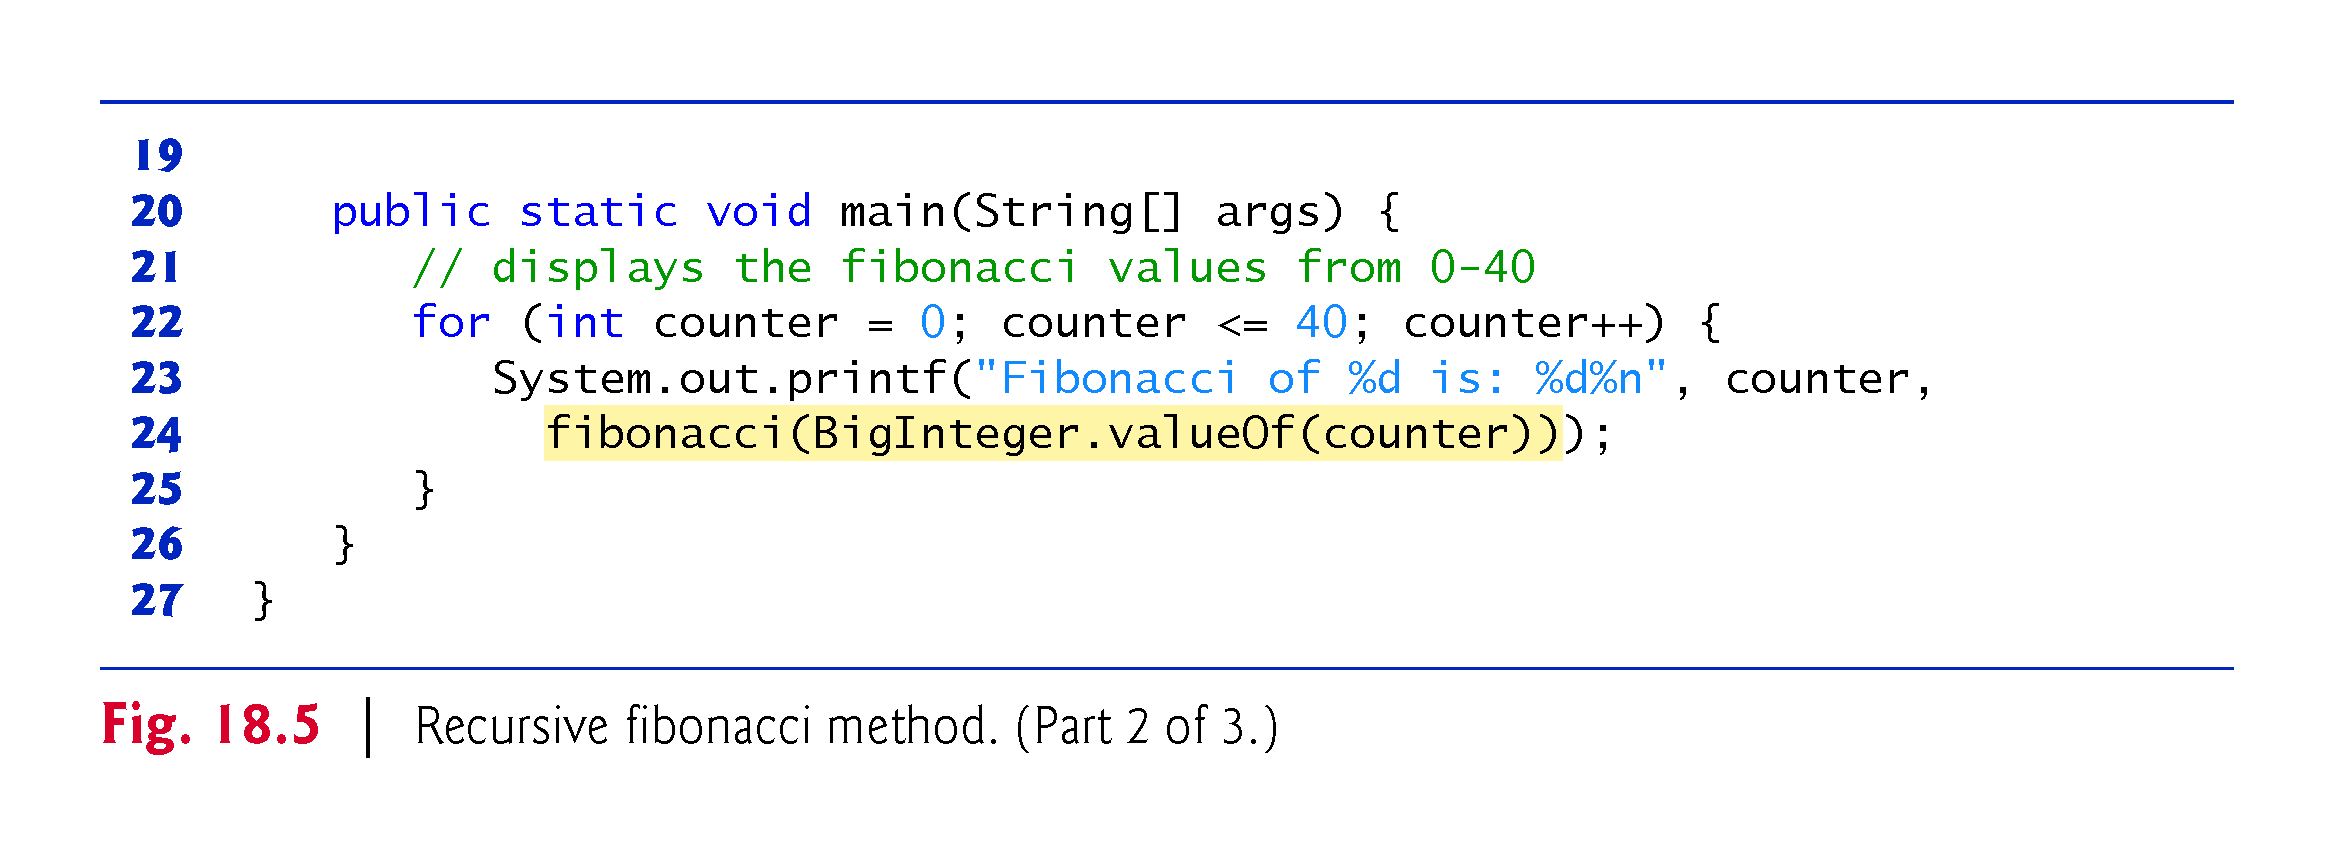 19
20 public static void main(String[] args) {
21 // displays the fibonacci values from 0-40
22 for (int counter = 0; counter <= 40; counter++) {
23 System.out.printf("Fibonacci of %d is: %d%n", counter,
24 fibonacci(BigInteger.valueOf(counter)));
25 }
26 }
27 }
Fig. 18.5 | Recursive fibonacci method. (Part 2 of 3.)